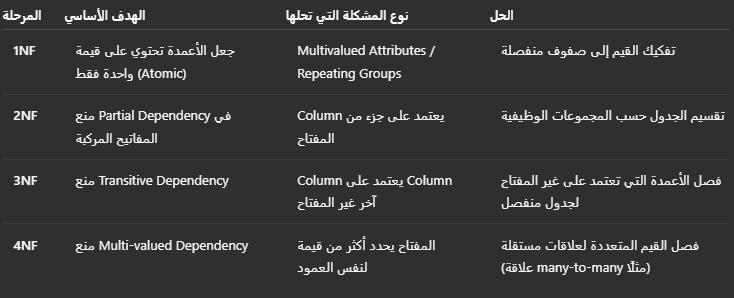 المرحلة	الهدف الأساسي	نوع المشكلة التي تحلها	الحل
1NF	جعل الأعمدة تحتوي على قيمة	Multivalued Attributes /	تفكيك القيم إلى صفوف منفصلة
واحدة فقط (Atomic)	Repeating Groups
2NF	منع Partial Dependency في	Column يعتمد على جزء من	تقسيم الجدول حسب المجموعات الوظيفية
المفاتيح المركبة	المفتاح
3NF	منع Transitive Dependency	Column يعتمد على Column	فصل الأعمدة التي تعتمد على غير المفتاح
آخر غير المفتاح	لجدول منفصل
4NF	منع Multi-valued Dependency	المفتاح يحدد أكثر من قيمة	فصل القيم المتعددة لعلاقات مستقلة
لنفس العمود	(مثلًا many-to-many علاقة)